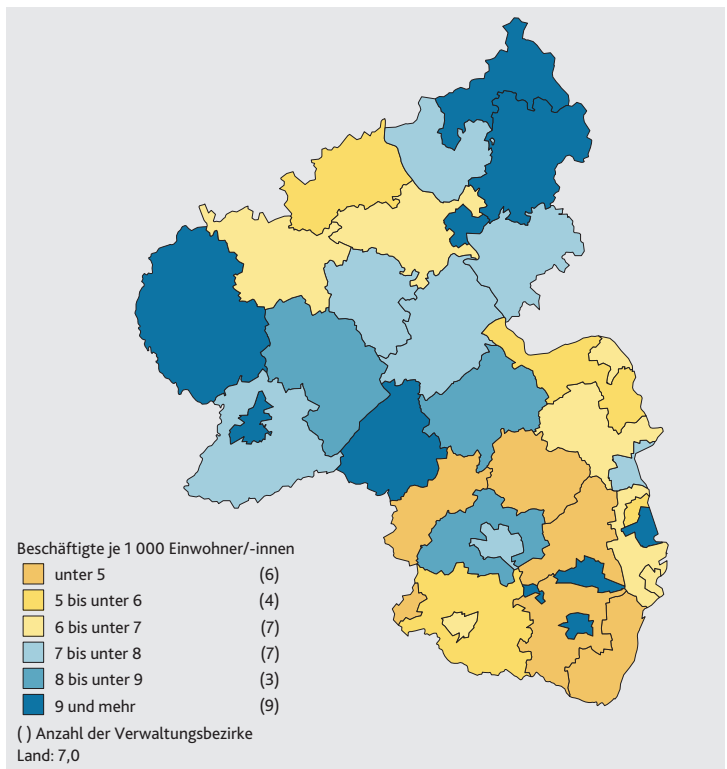 Beschäftigte je 1 000 Einwohner/-innen
unter 5 (6)
5 bis unter 6 (4)
6 bis unter 7 (7)
7 bis unter 8 (7)
8 bis unter 9 (3)
9 und mehr (9)
( ) Anzahl der Verwaltungsbezirke
Land: 7,0